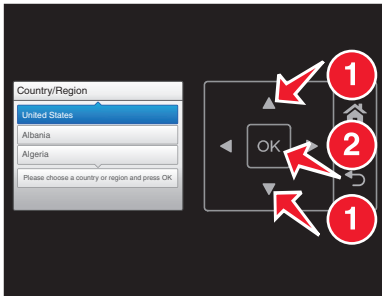 Country/Region
United States
Albania
Algeria
Please choose a country or region and press OK
1
OK
2
1